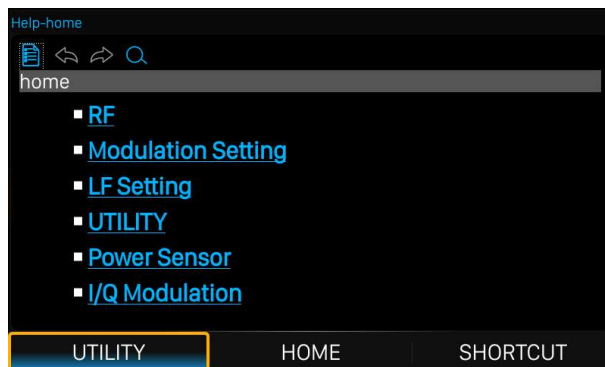 Help-home
home
RF
Modulation Setting
LF Setting
UTILITY
Power Sensor
I/Q Modulation
UTILITY HOME SHORTCUT